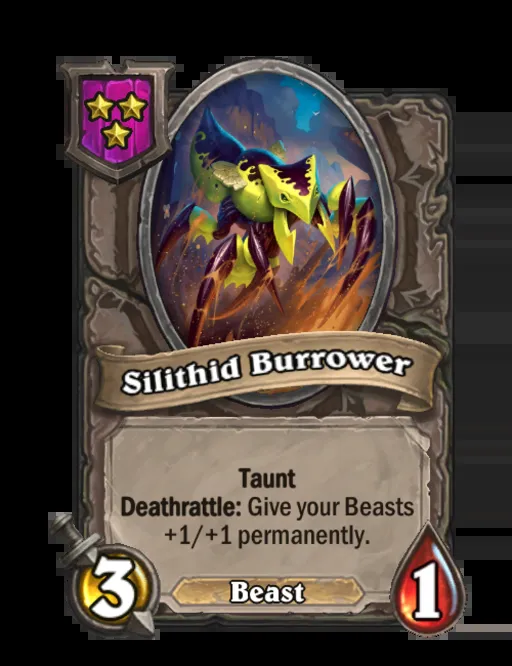 Silithid Burrower
Taunt
Deathrattle: Give your Beasts
+1/+1 permanently.
3
Beast
1